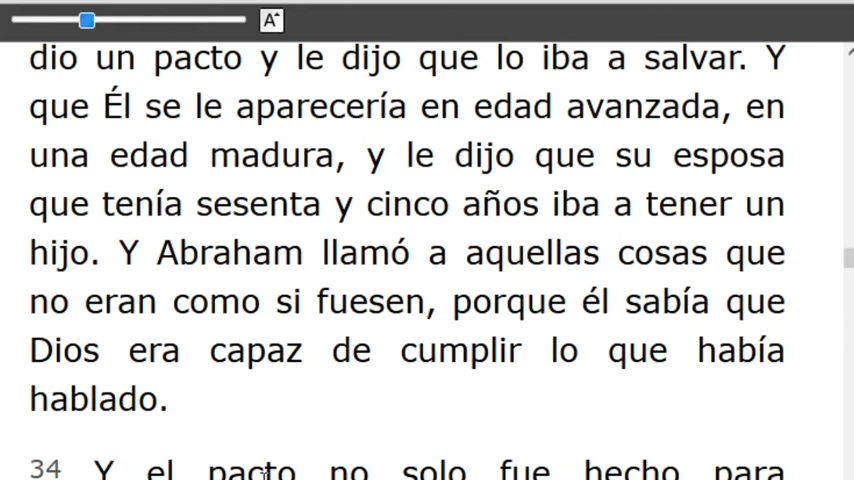 A
dio un pacto y le dijo que lo iba a salvar. Y
que Él se le aparecería en edad avanzada, en
una edad madura, y le dijo que su esposa
que tenía sesenta y cinco años iba a tener un
hijo. Y Abraham llamó a aquellas cosas que
no eran como si fuesen, porque él sabía que
Dios era capaz de cumplir lo que había
hablado.
34 Y el pacto no solo fue hecho para